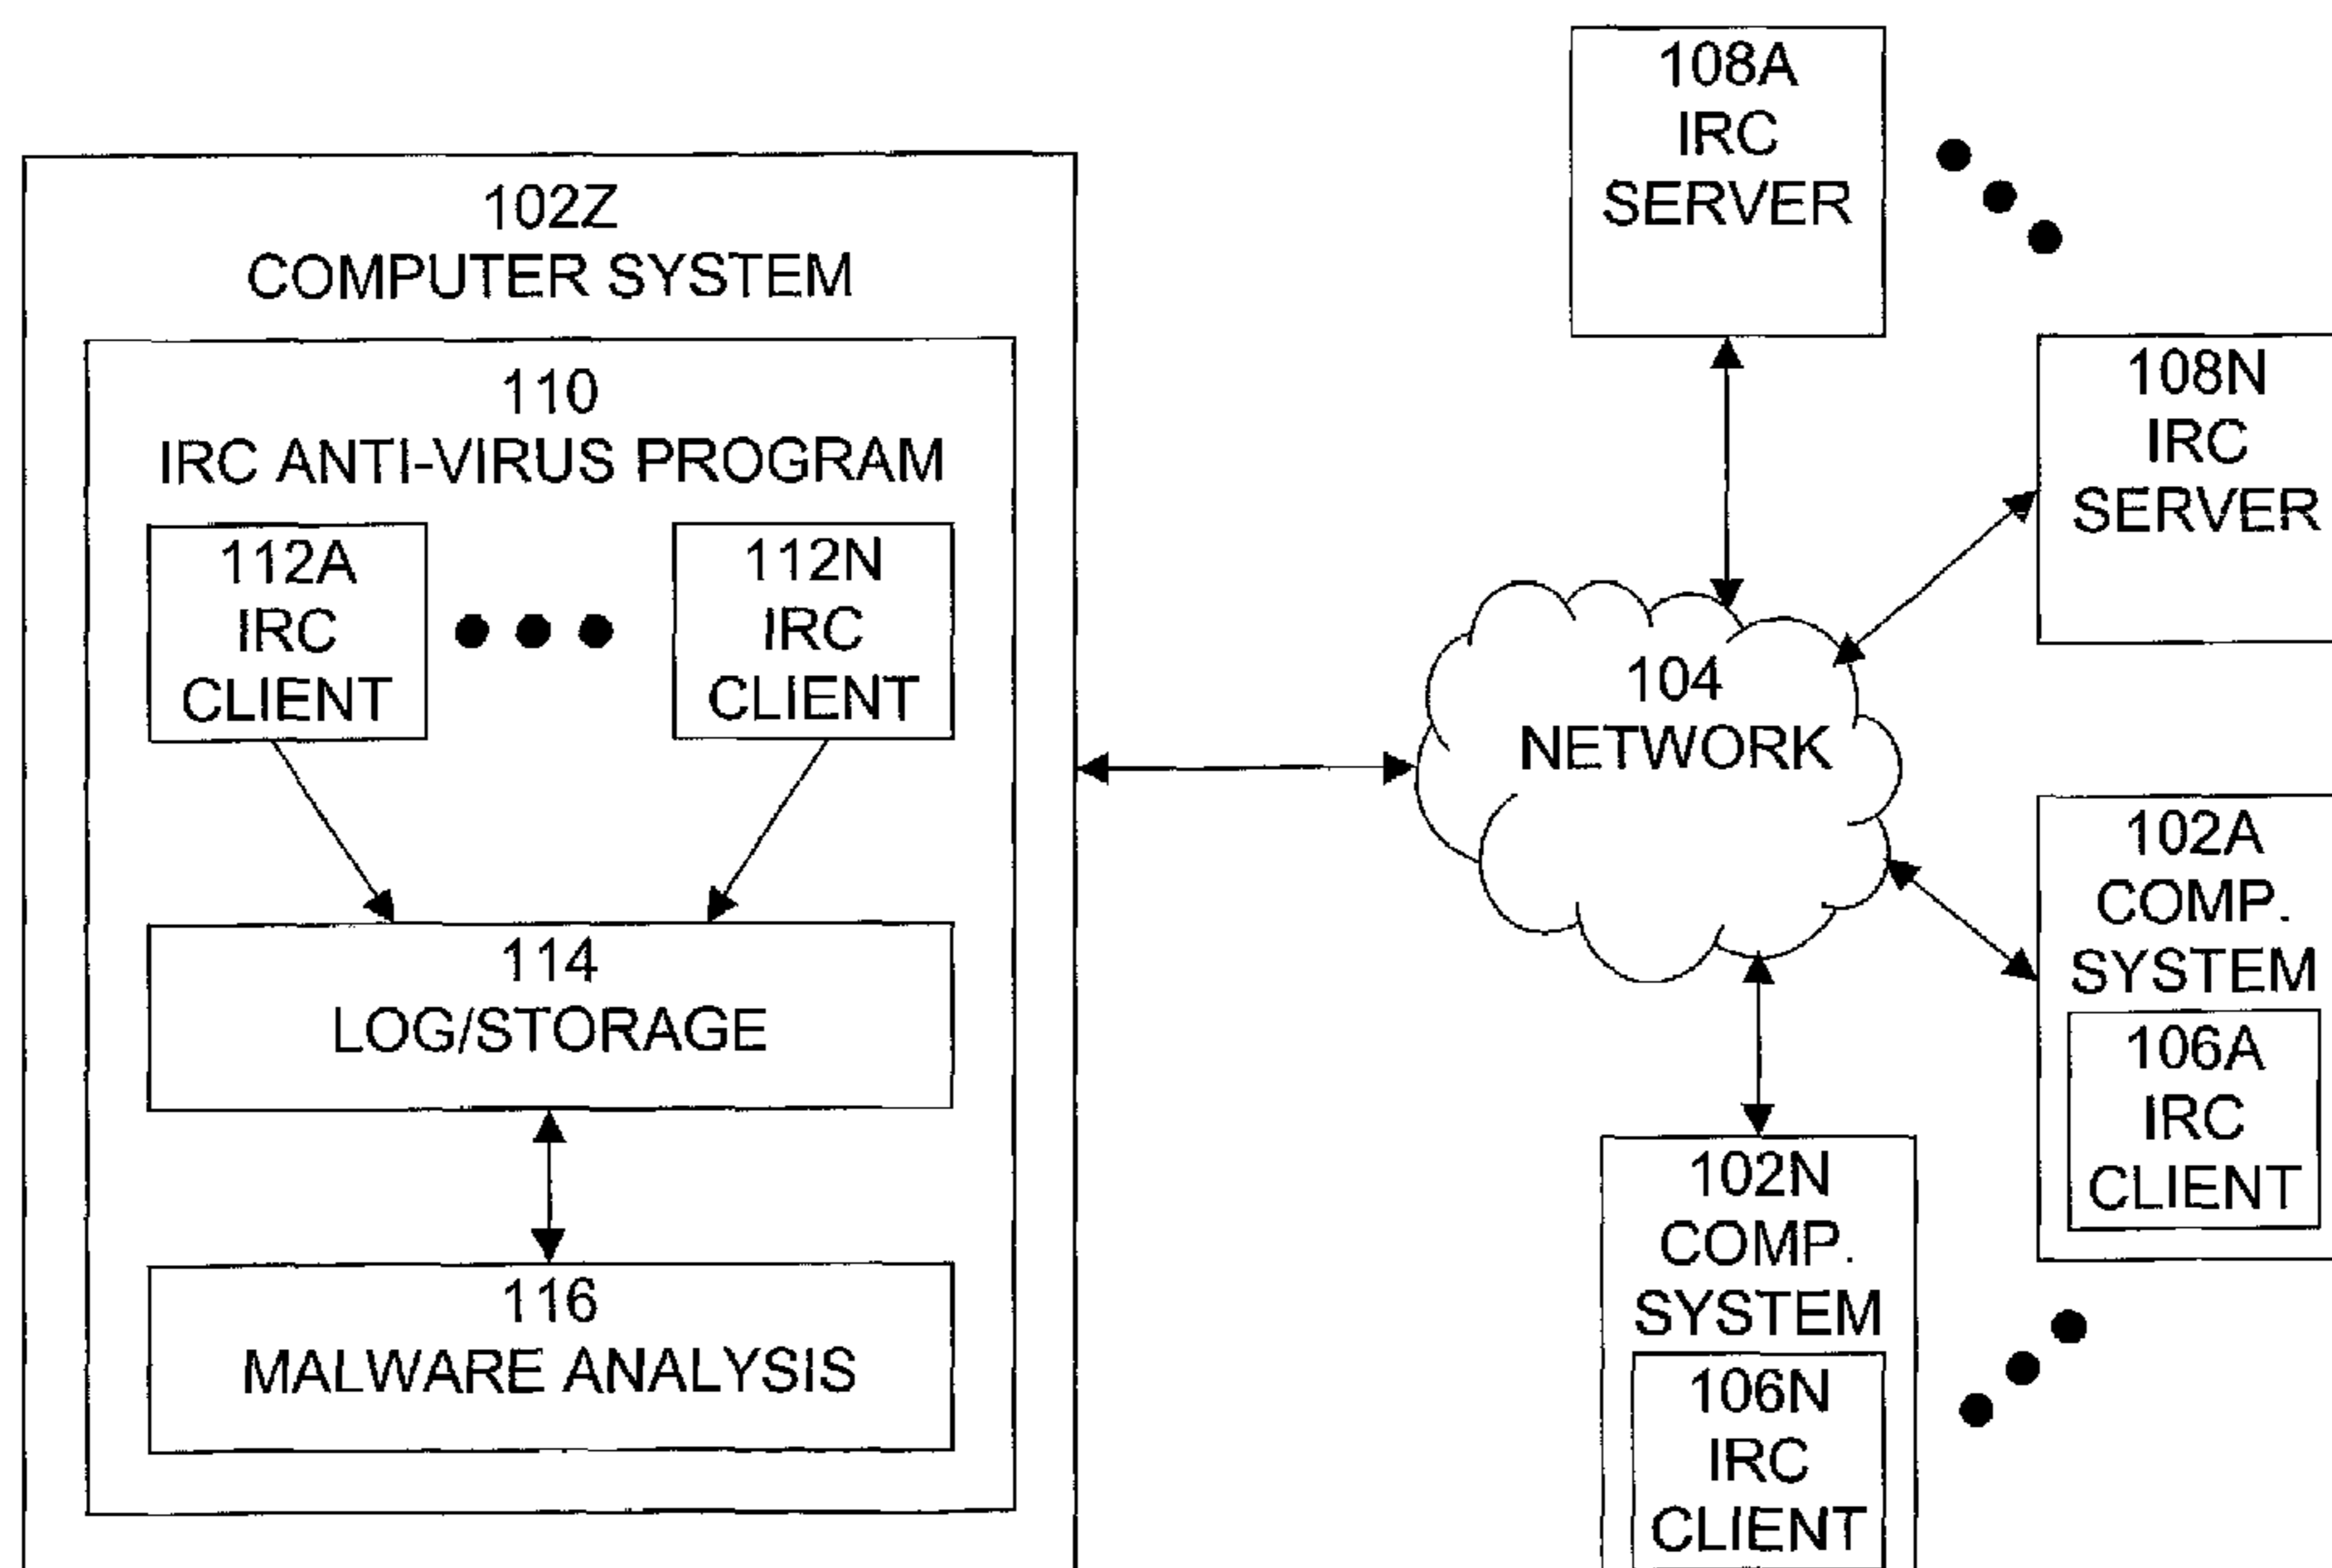 102Z
COMPUTER SYSTEM
110
IRC ANTI-VIRUS PROGRAM
112A
IRC
CLIENT
112N
IRC
CLIENT
114
LOG/STORAGE
116
MALWARE ANALYSIS
104
NETWORK
108A
IRC
SERVER
108N
IRC
SERVER
102A
COMP.
SYSTEM
106A
IRC
CLIENT
102N
COMP.
SYSTEM
106N
IRC
CLIENT